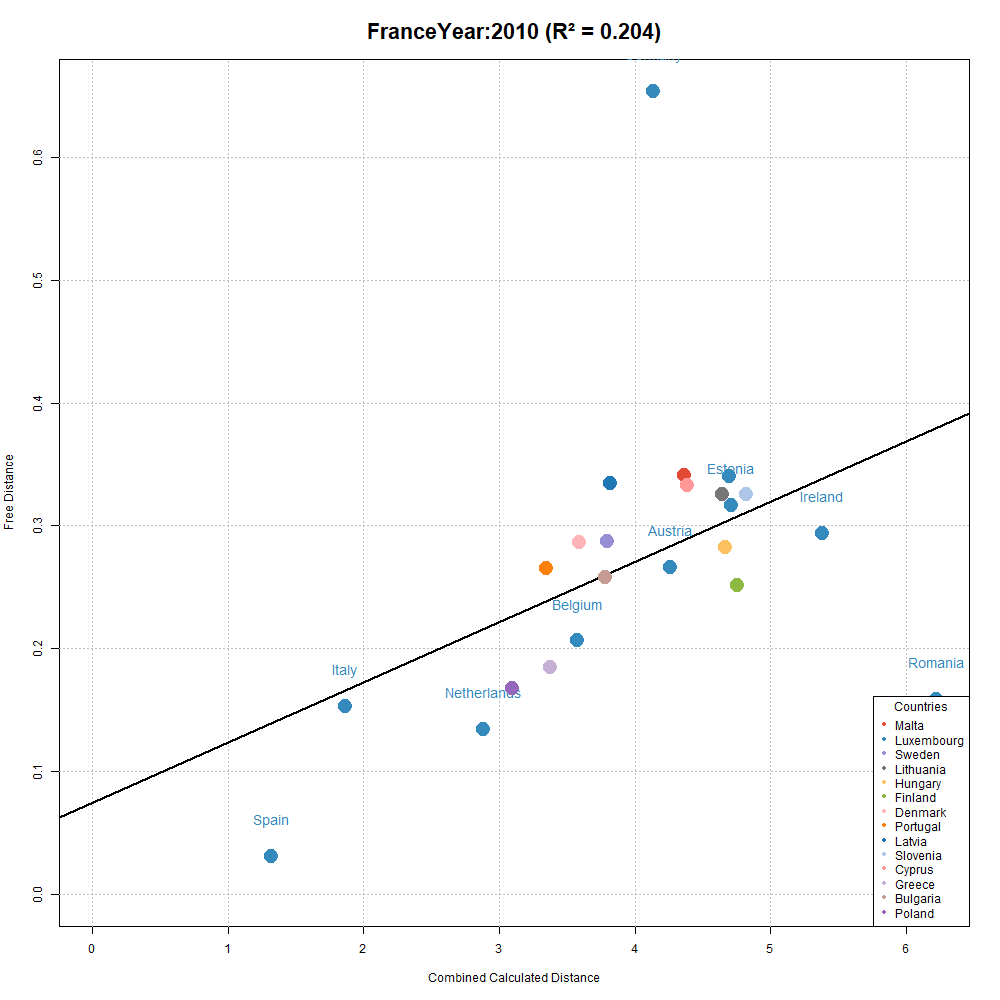 FranceYear:2010 (R² = 0.204)
Free Distance
0.6
0.5
0.4
0.3
0.2
0.1
0.0
Estonia
Ireland
Austria
Belgium
Romania
Italy
Netherlands
Spain
Countries
Malta
Luxembourg
Sweden
Lithuania
Hungary
Finland
Denmark
Portugal
Latvia
Slovenia
Cyprus
Greece
Bulgaria
Poland
0 1 2 3 4 5 6
Combined Calculated Distance